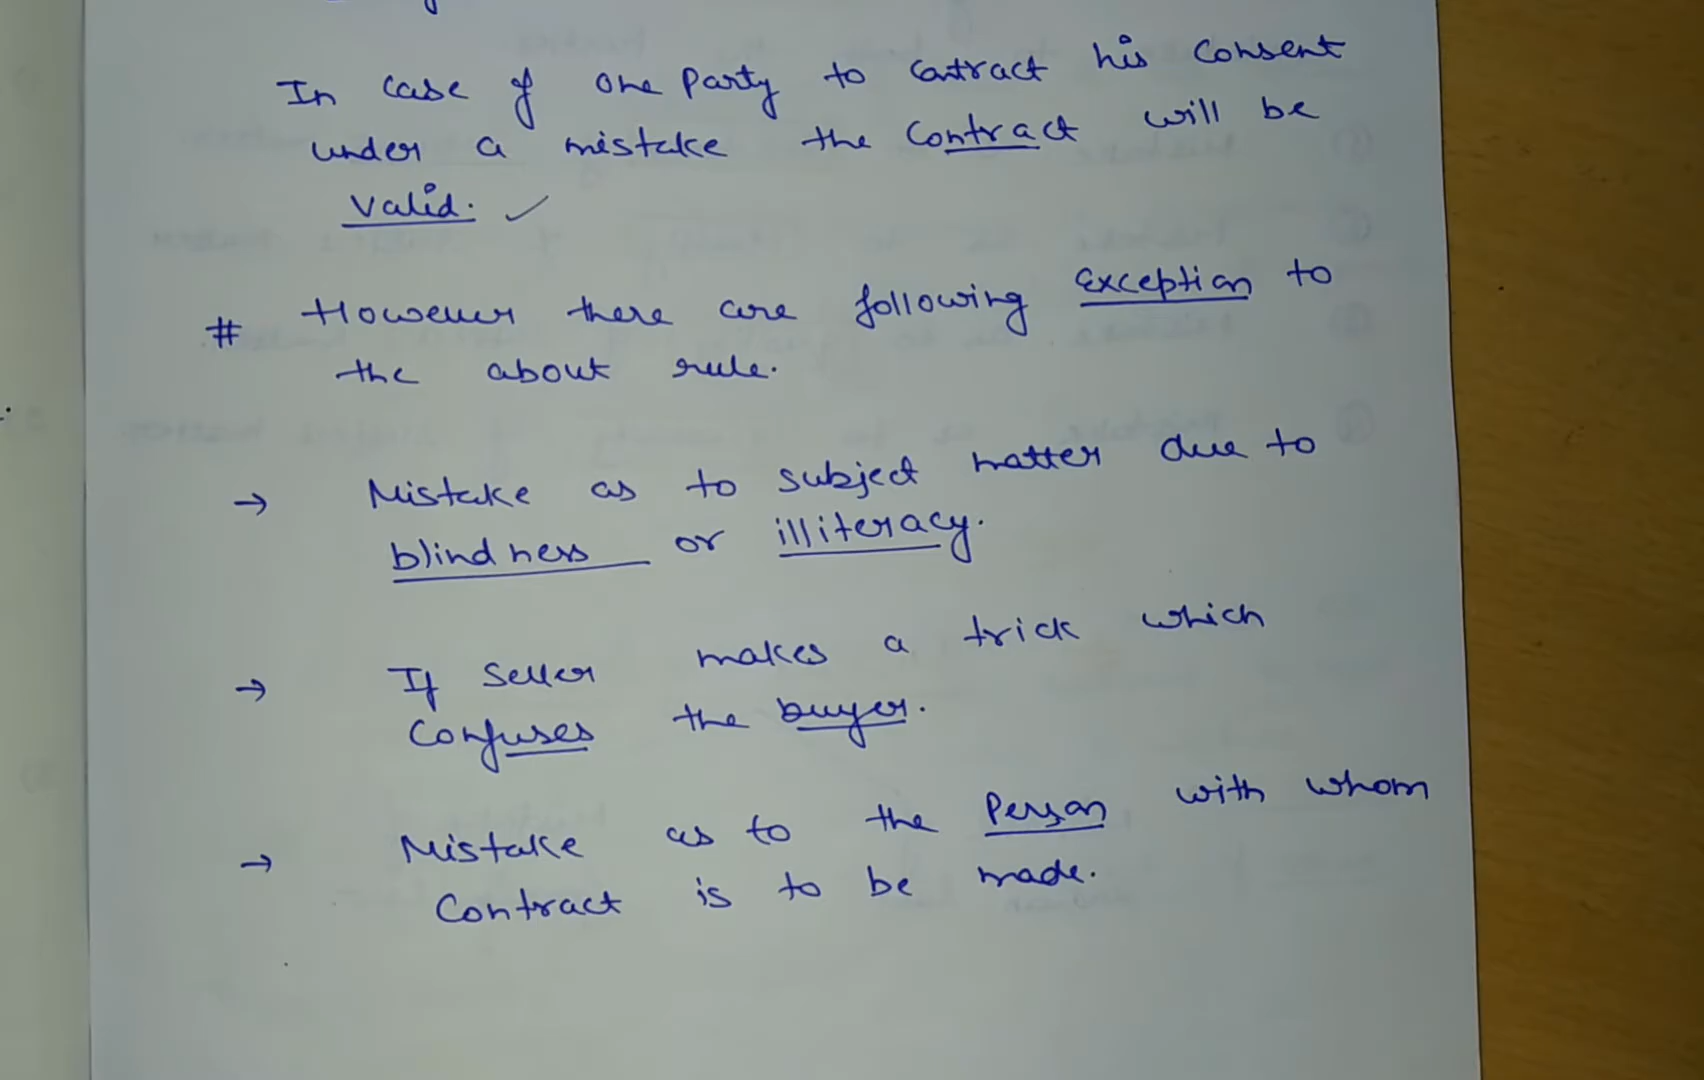 In case of one party to contract his consent
under a mistake the contract will be
valid. ✓
# However there are following exception to
the about rule.
→ Mistake as to subject matter due to
blindness or illiteracy.
→ If seller makes a trick which
confuses the buyer.
→ Mistake as to the person with whom
contract is to be made.